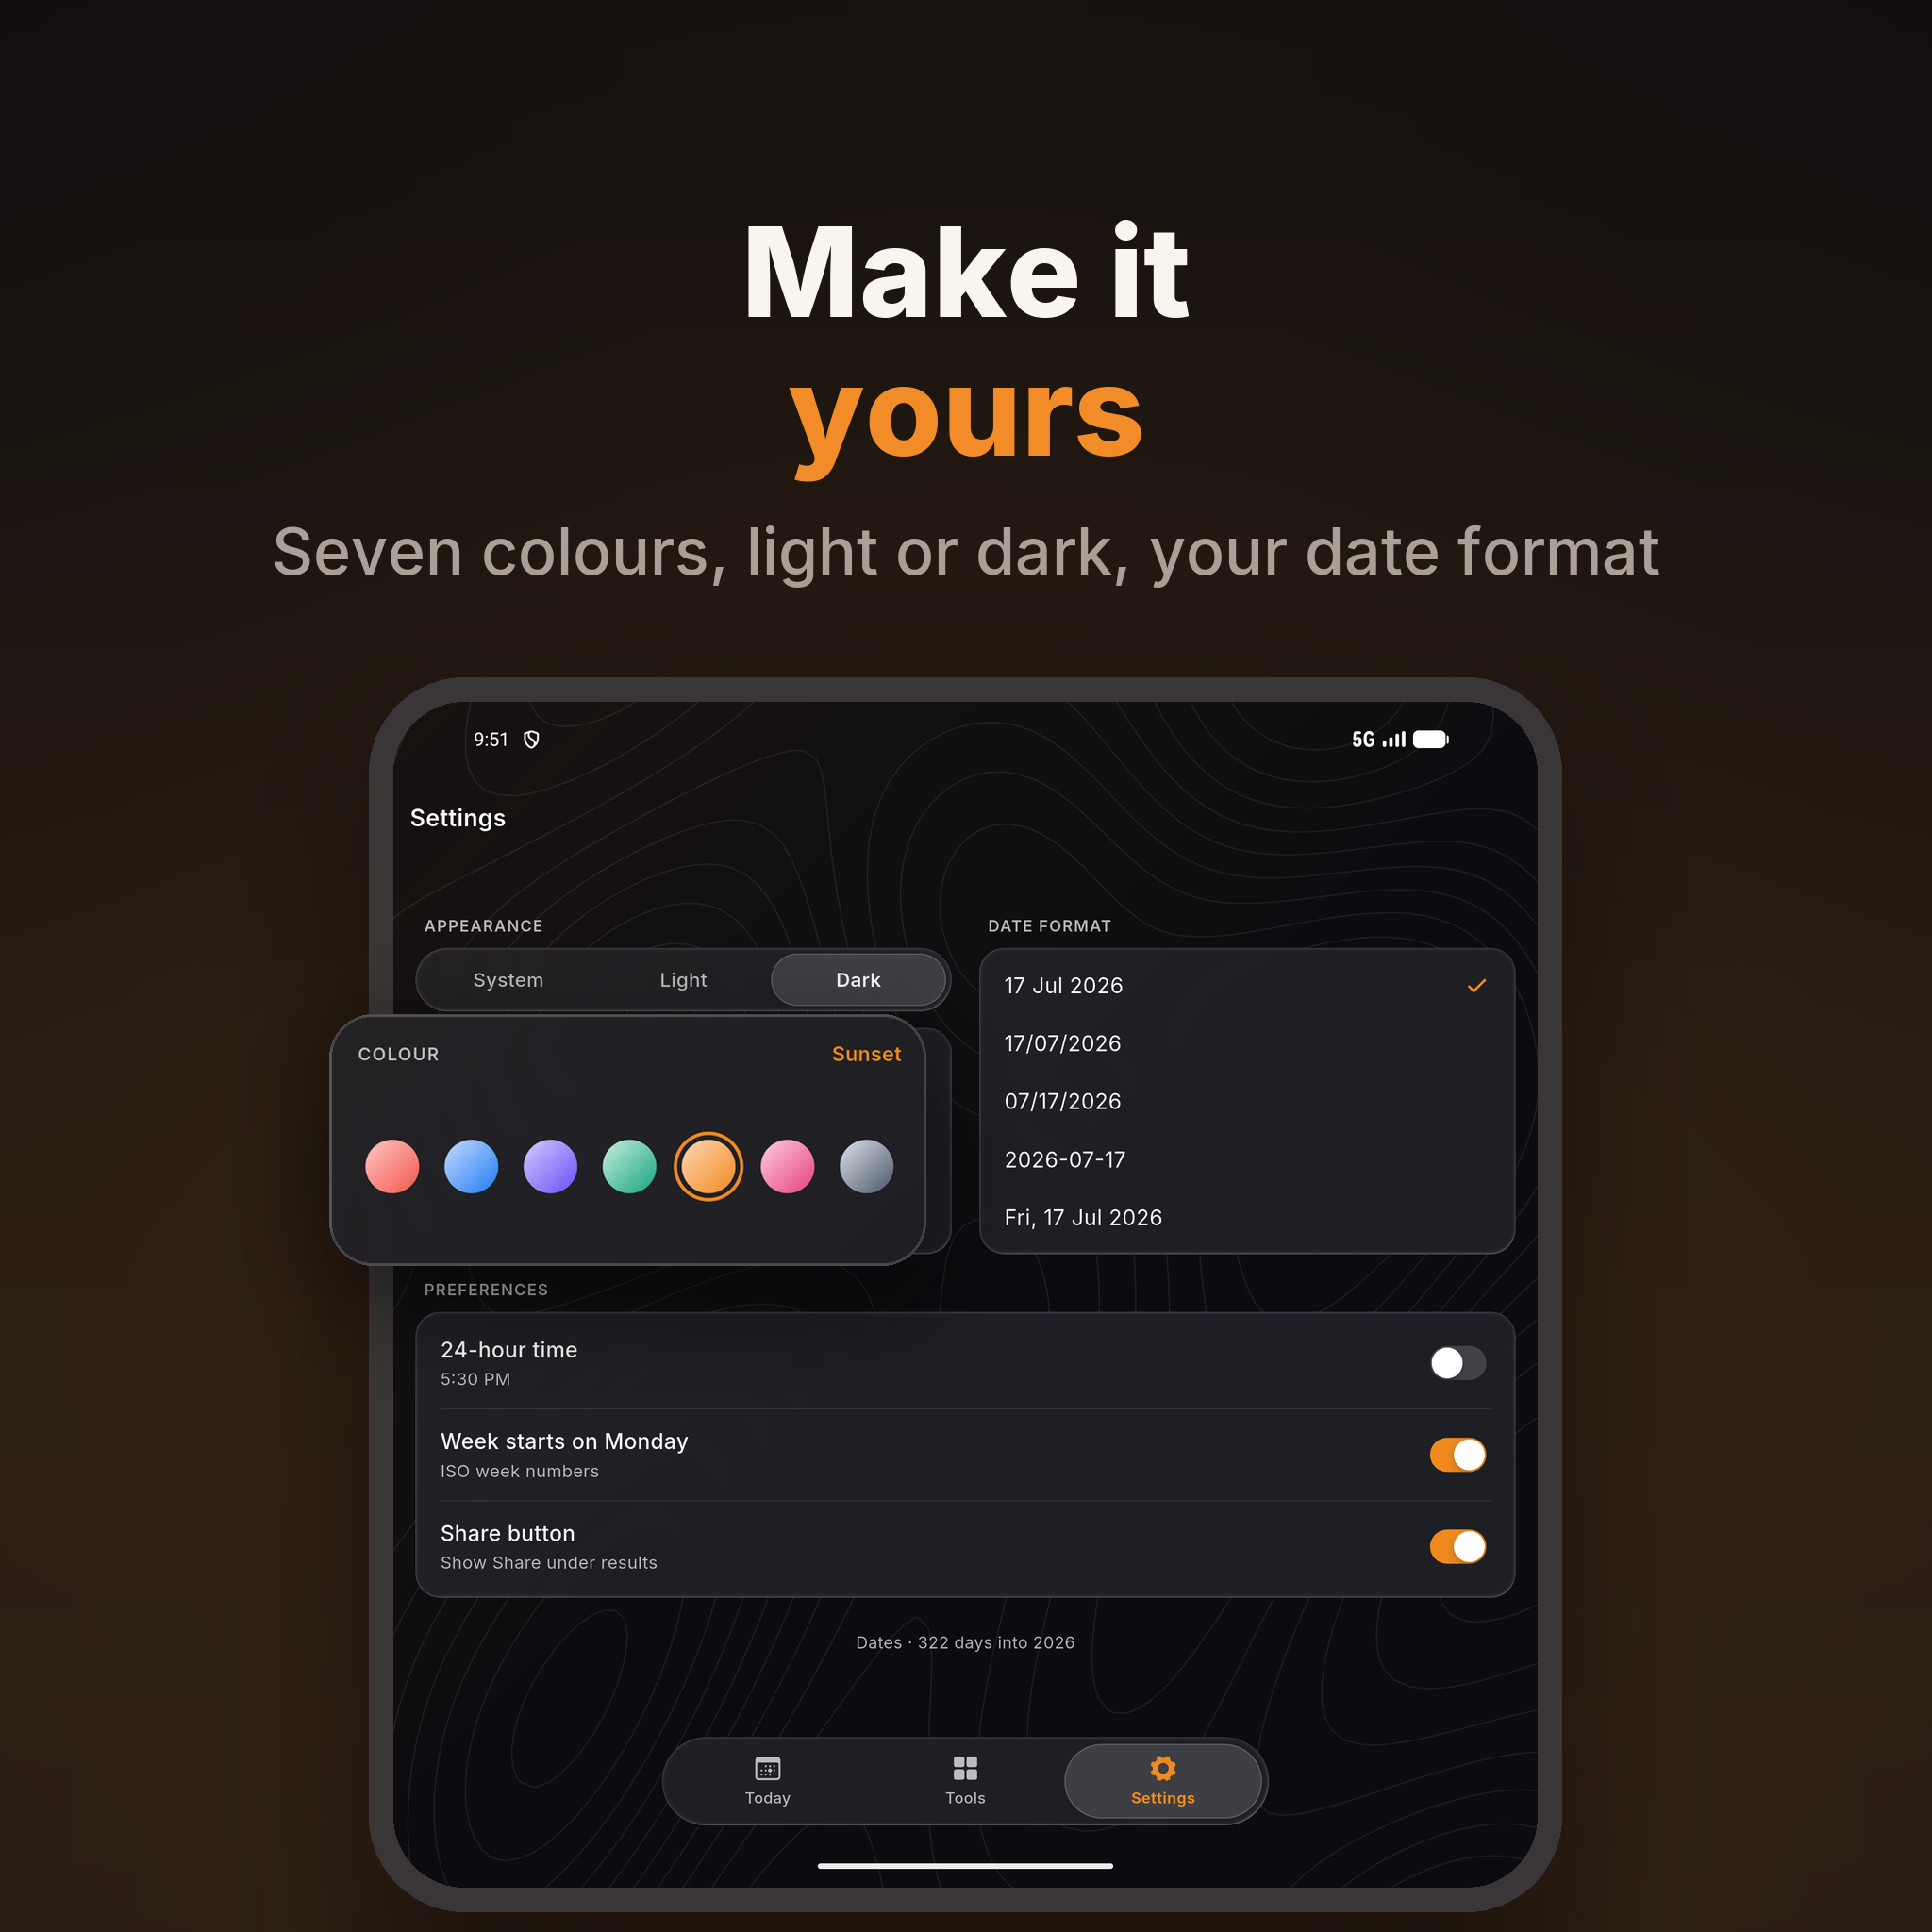 Make it
yours
Seven colours, light or dark, your date format
9:51
5G
Settings
APPEARANCE
System Light Dark
COLOUR Sunset
DATE FORMAT
17 Jul 2026
17/07/2026
07/17/2026
2026-07-17
Fri, 17 Jul 2026
PREFERENCES
24-hour time
5:30 PM
Week starts on Monday
ISO week numbers
Share button
Show Share under results
Dates · 322 days into 2026
Today Tools Settings